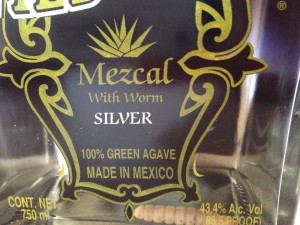 Mezcal
With Worm
SILVER
100% GREEN AGAVE
MADE IN MEXICO
CONT. NET
750 ml
43.4% Alc. Vol
®